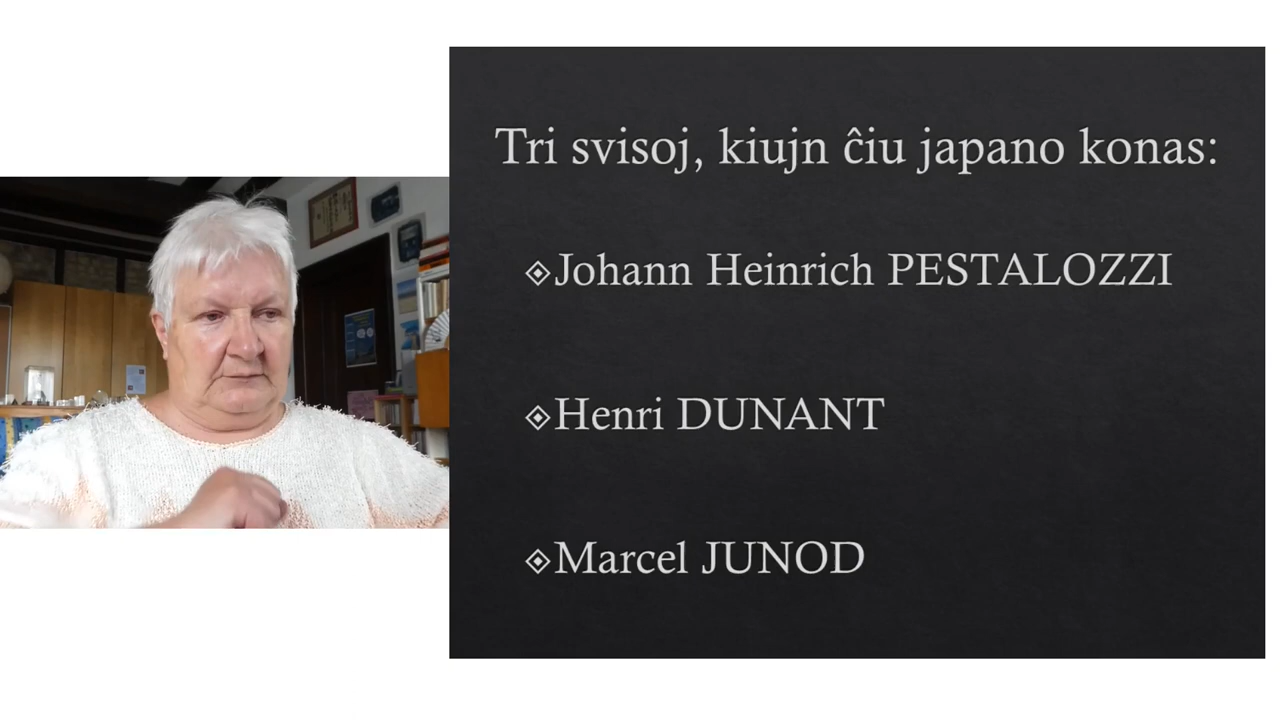 Tri svisoj, kiujn ĉiu japano konas:
Johann Heinrich PESTALOZZI
Henri DUNANT
Marcel JUNOD